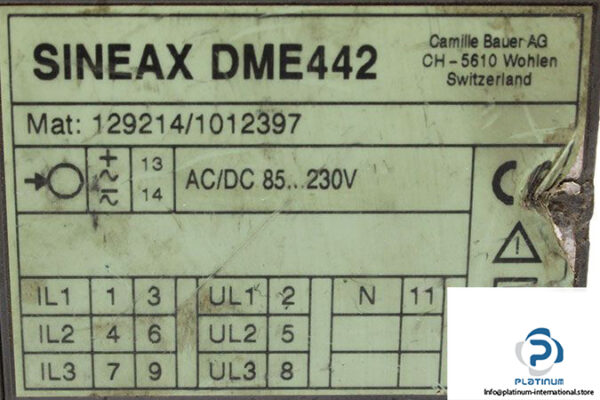 SINEAX DME442
Camille Bauer AG
CH-5610 Wohlen
Switzerland
Mat: 129214/1012397
+ 13
~ 14
AC/DC 85...230V
CE
IL1 1 3 UL1 2 N 11
IL2 4 6 UL2 5
IL3 7 9 UL3 8
PLATINUM
info@platinum-international.store